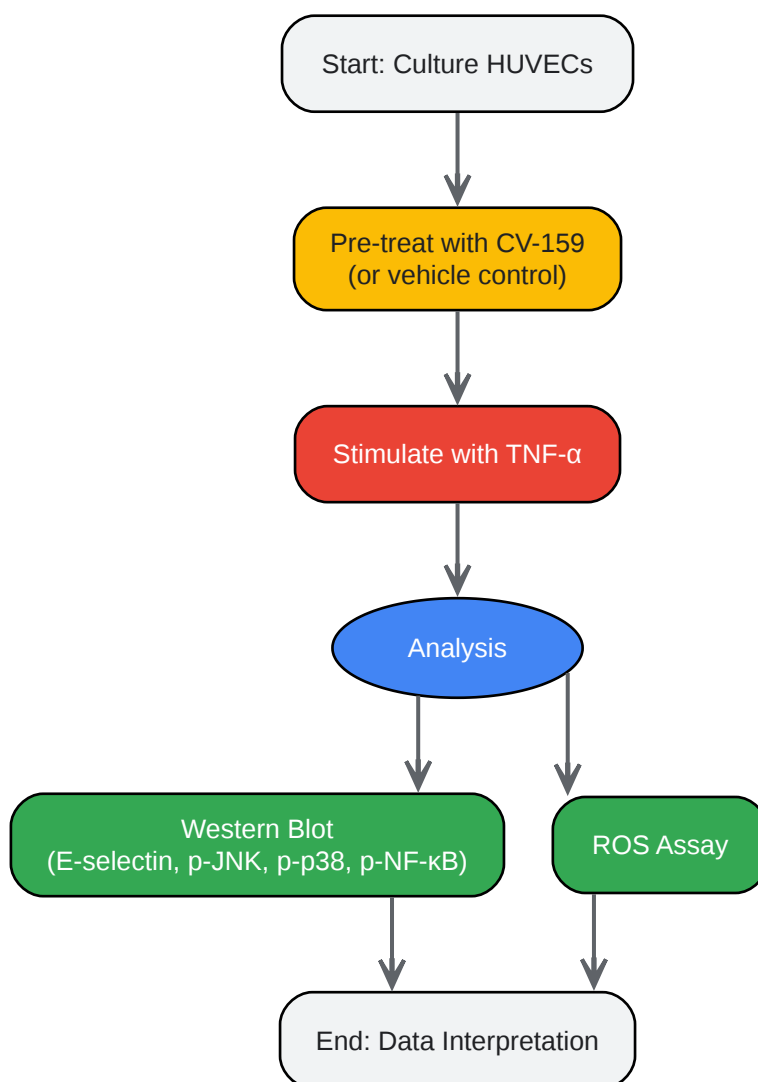 Start: Culture HUVECs
Pre-treat with CV-159
(or vehicle control)
Stimulate with TNF-α
Analysis
Western Blot
(E-selectin, p-JNK, p-p38, p-NF-κB)
ROS Assay
End: Data Interpretation